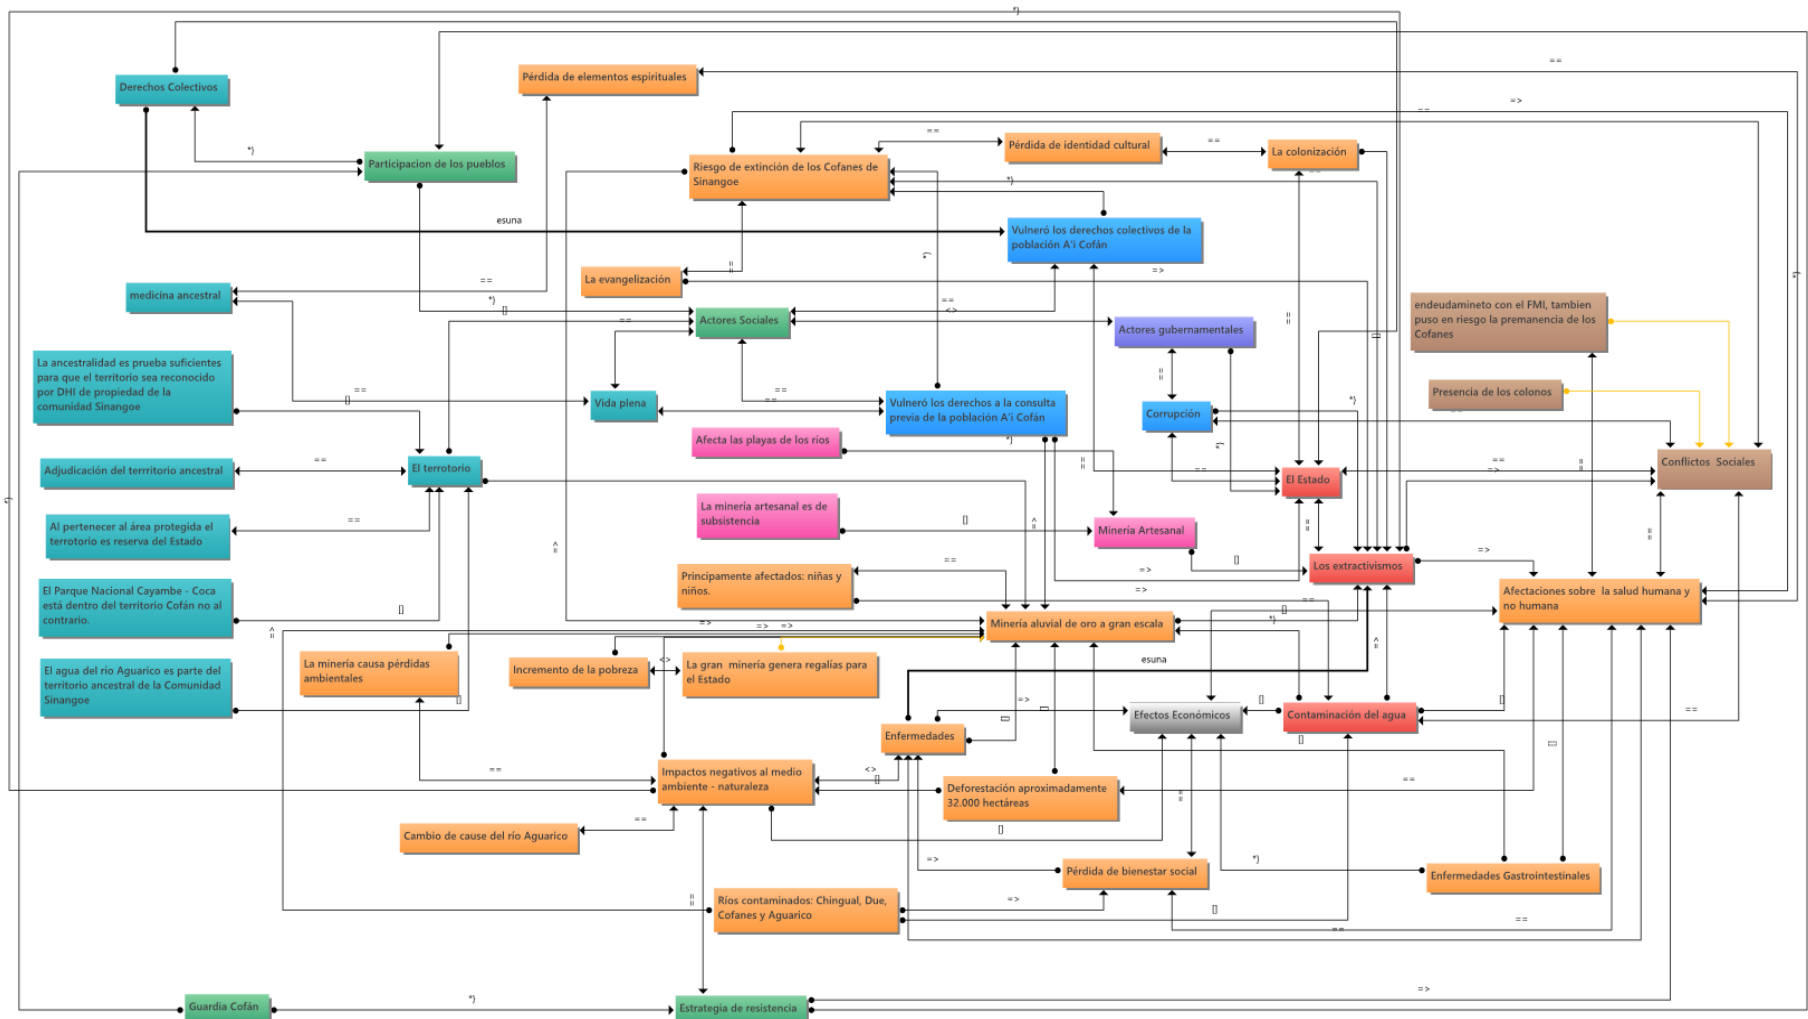 *}
Derechos Colectivos
Pérdida de elementos espirituales
==
=>
==
Participacion de los pueblos
*}
Riesgo de extinción de los Cofanes de
Sinangoe
==
Pérdida de identidad cultural
==
La colonización
==
*}
esuna
Vulneró los derechos colectivos de la
población A'i Cofán
*}
La evangelización
==
=>
*}
medicina ancestral
==
*}
[]
Actores Sociales
==
==
<>
Actores gubernamentales
==
endeudamineto con el FMI, tambien
puso en riesgo la premanencia de los
Cofanes
La ancestralidad es prueba suficientes
para que el territorio sea reconocido
por DHI de propiedad de la
comunidad Sinangoe
==
[]
Vida plena
==
==
Vulneró los derechos a la consulta
previa de la población A'i Cofán
==
Corrupción
*}
Presencia de los colonos
==
Afecta las playas de los rios
*}
*}
Adjudicación del terrritorio ancestral
==
El terrotorio
==
==
El Estado
==
=>
==
Conflictos  Sociales
Al pertenecer al área protegida el
terrotorio es reserva del Estado
==
La minería artesanal es de
subsistencia
[]
Minería Artesanal
==
==
*}
=>
=>
[]
Los extractivismos
=>
El Parque Nacional Cayambe - Coca
está dentro del territorio Cofán no al
contrario.
[]
Principamente afectados: niñas y
niños.
==
=>
=>
==
[]
Afectaciones sobre  la salud humana y
no humana
=>
Minería aluvial de oro a gran escala
*}
=>
=>
=>
=>
El agua del río Aguarico es parte del
territorio ancestral de la Comunidad
Sinangoe
[]
La minería causa pérdidas
ambientales
Incremento de la pobreza
<>
La gran  minería genera regalías para
el Estado
esuna
=>
Enfermedades
=>
[]
[]
Efectos Económicos
[]
Contaminación del agua
[]
[]
==
[]
==
Impactos negativos al medio
ambiente - naturaleza
<>
[]
Deforestación aproximadamente
32.000 hectáreas
==
==
Cambio de cause del río Aguarico
==
[]
=>
Pérdida de bienestar social
*}
Enfermedades Gastrointestinales
==
Ríos contaminados: Chingual, Due,
Cofanes y Aguarico
=>
[]
==
==
Guardia Cofán
*}
Estrategia de resistencia
=>